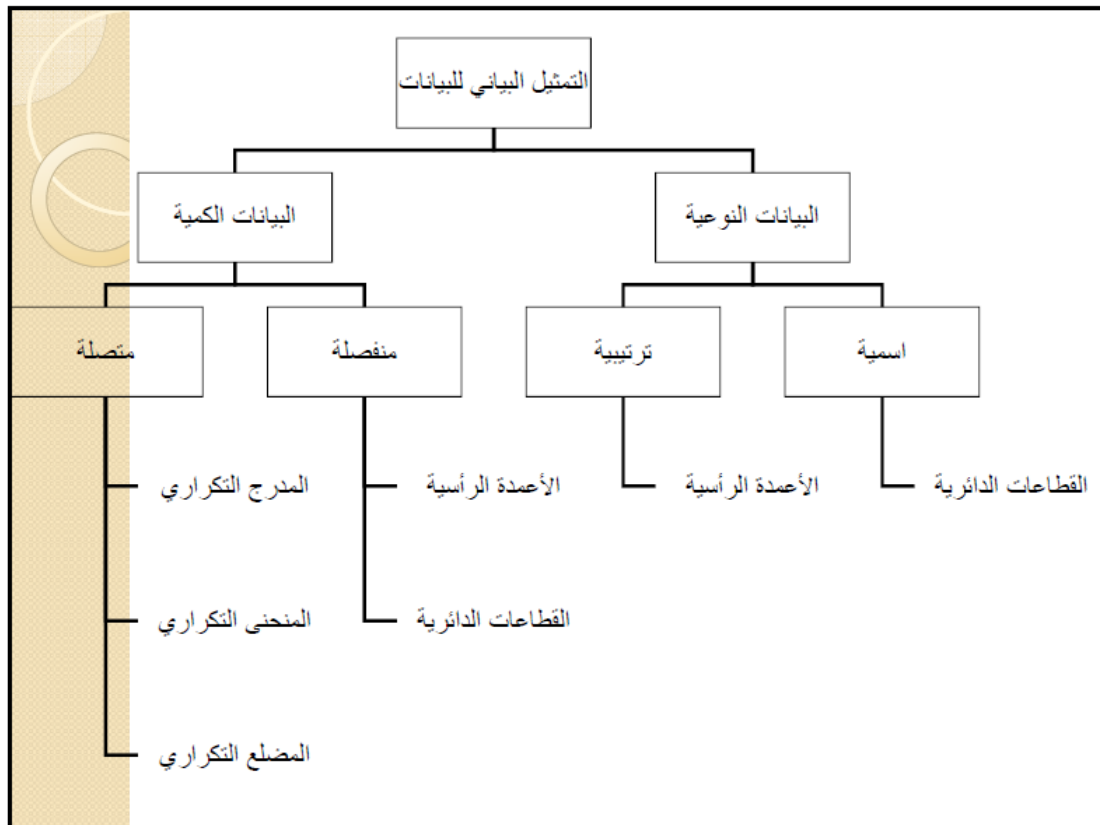 التمثيل البياني للبيانات
البيانات النوعية
البيانات الكمية
اسمية
ترتيبية
منفصلة
متصلة
القطاعات الدائرية
الأعمدة الرأسية
الأعمدة الرأسية
المدرج التكراري
القطاعات الدائرية
المنحنى التكراري
المضلع التكراري